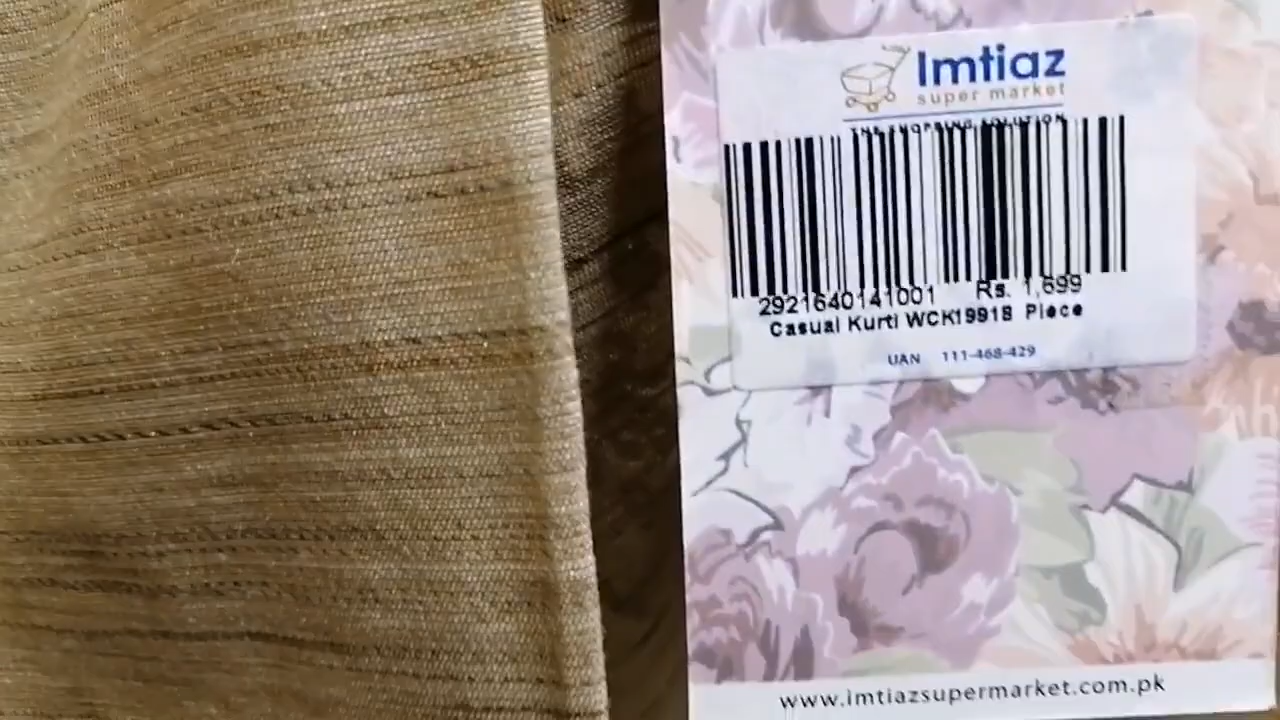 Imtiaz
super market
THE SHOPPING SOLUTION
2921640141001 Rs. 1,699
Casual Kurti WCK19918 Piece
UAN 111-468-429
www.imtiazsupermarket.com.pk